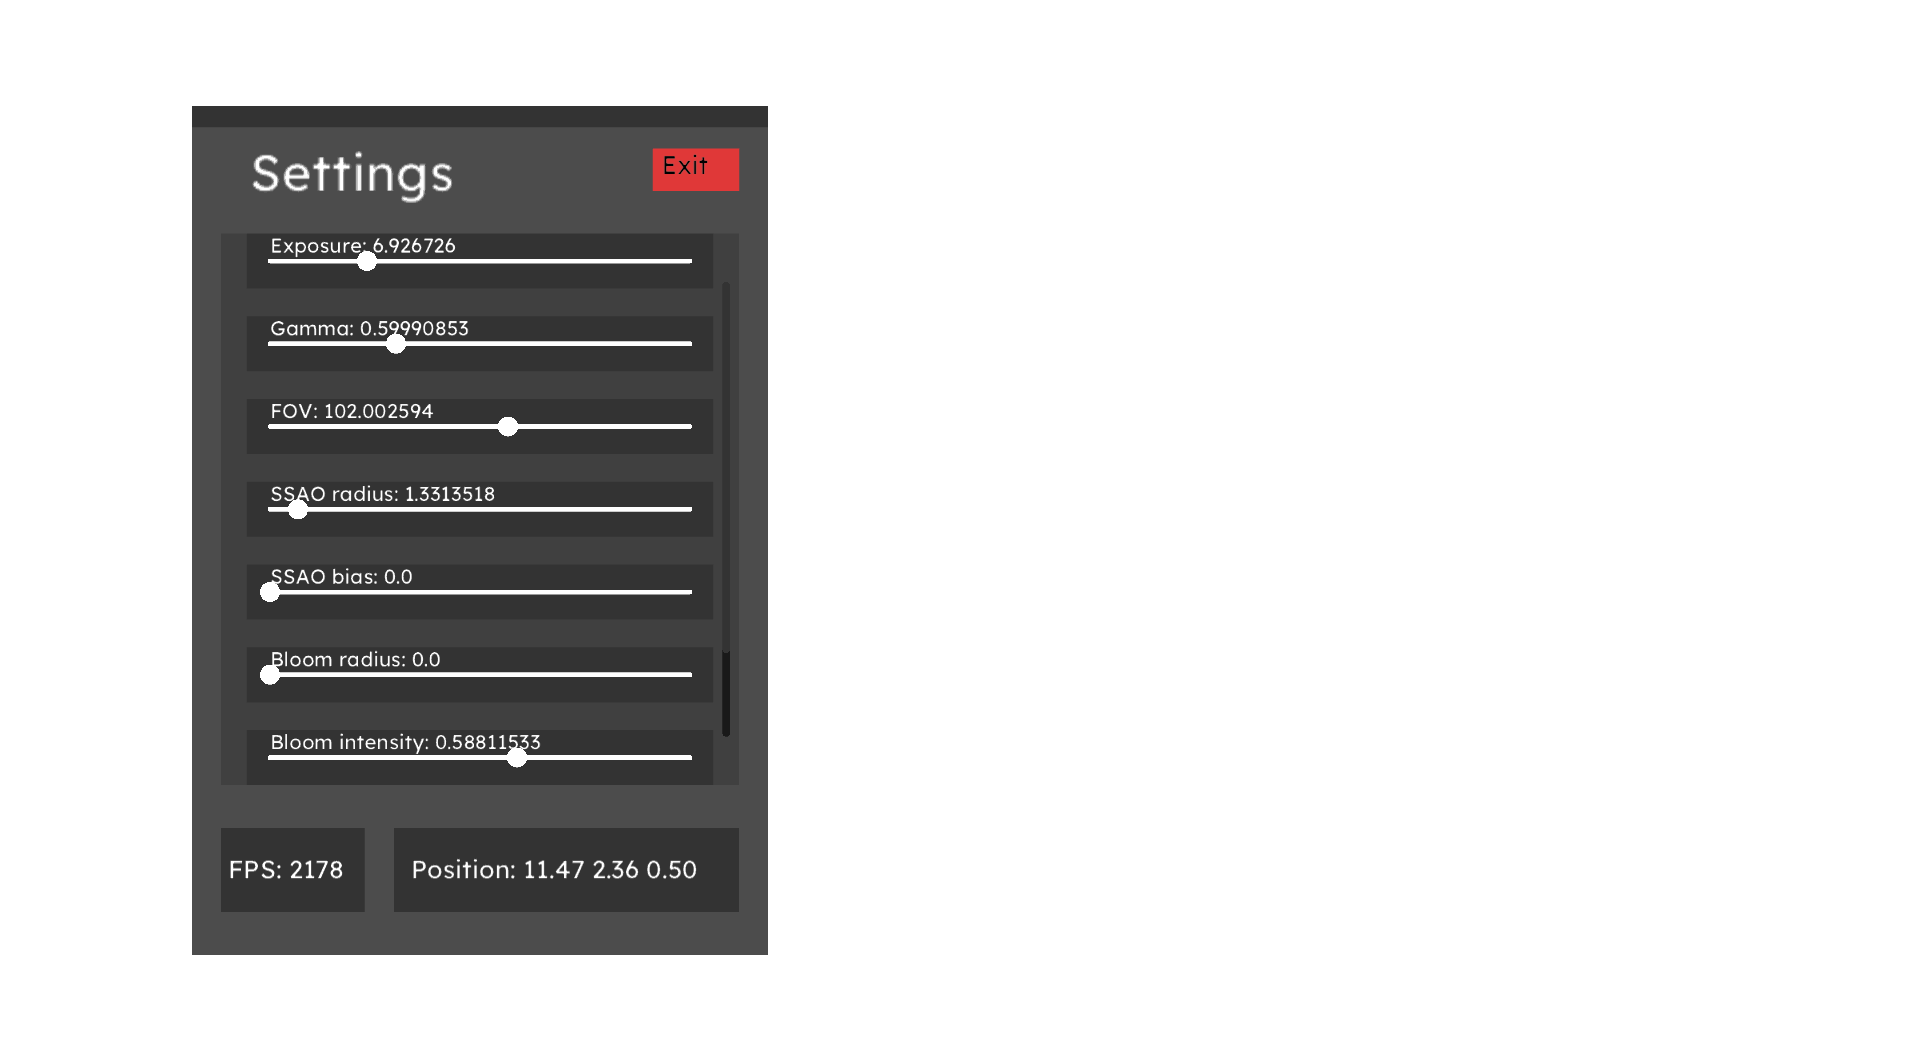 Settings
Exit
Exposure: 6.926726
Gamma: 0.59990853
FOV: 102.002594
SSAO radius: 1.3313518
SSAO bias: 0.0
Bloom radius: 0.0
Bloom intensity: 0.58811533
FPS: 2178
Position: 11.47 2.36 0.50